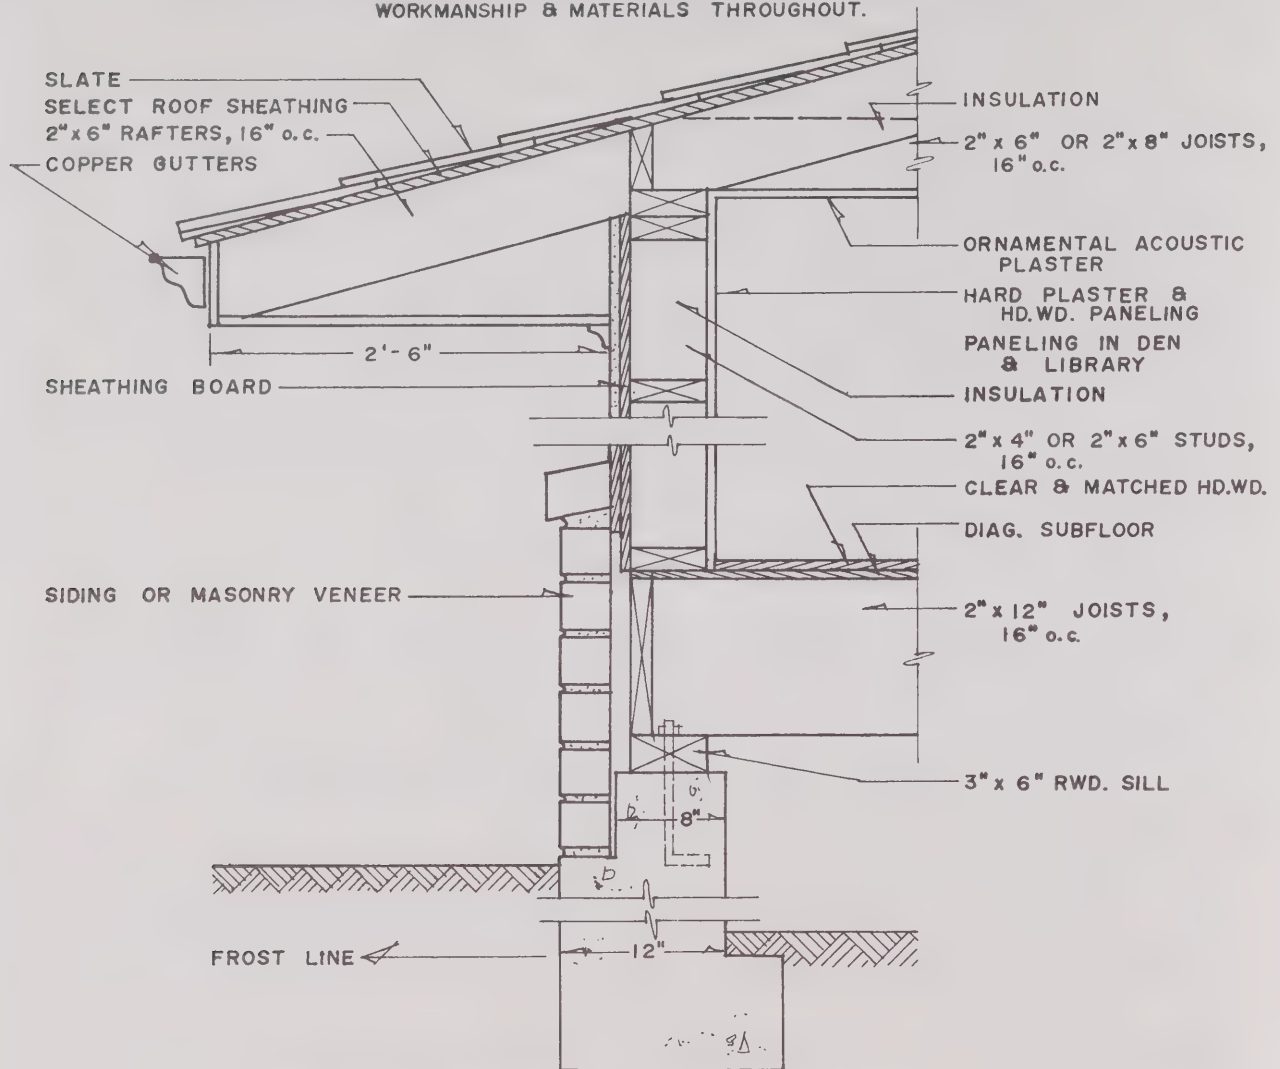 WORKMANSHIP & MATERIALS THROUGHOUT.
SLATE
SELECT ROOF SHEATHING
2" x 6" RAFTERS, 16" o.c.
COPPER GUTTERS
2'-6"
SHEATHING BOARD
SIDING OR MASONRY VENEER
FROST LINE
INSULATION
2" x 6" OR 2" x 8" JOISTS,
16" o.c.
ORNAMENTAL ACOUSTIC
PLASTER
HARD PLASTER &
HD.WD. PANELING
PANELING IN DEN
& LIBRARY
INSULATION
2" x 4" OR 2" x 6" STUDS,
16" o.c.
CLEAR & MATCHED HD.WD.
DIAG. SUBFLOOR
2" x 12" JOISTS,
16" o.c.
3" x 6" RWD. SILL
8"
12"